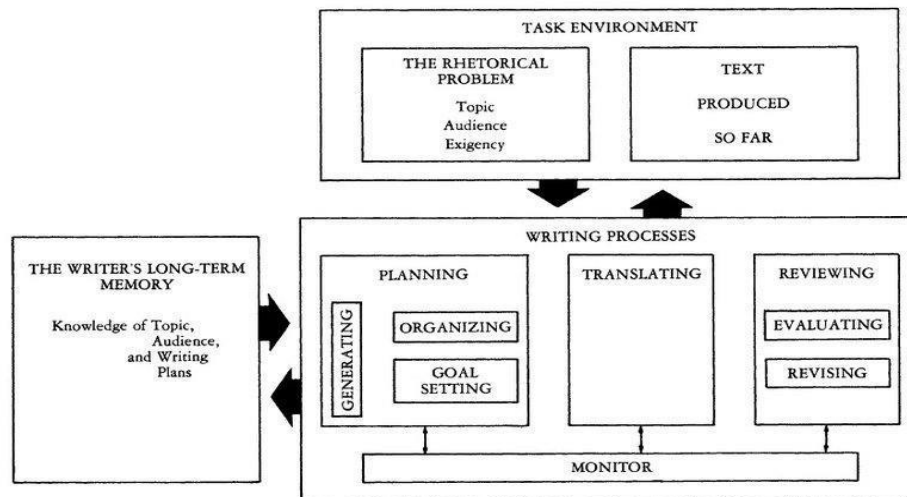 TASK ENVIRONMENT
THE RHETORICAL
PROBLEM
Topic
Audience
Exigency
TEXT
PRODUCED
SO FAR
THE WRITER'S LONG-TERM
MEMORY
Knowledge of Topic,
Audience,
and Writing
Plans
WRITING PROCESSES
PLANNING
GENERATING
ORGANIZING
GOAL
SETTING
TRANSLATING
REVIEWING
EVALUATING
REVISING
MONITOR